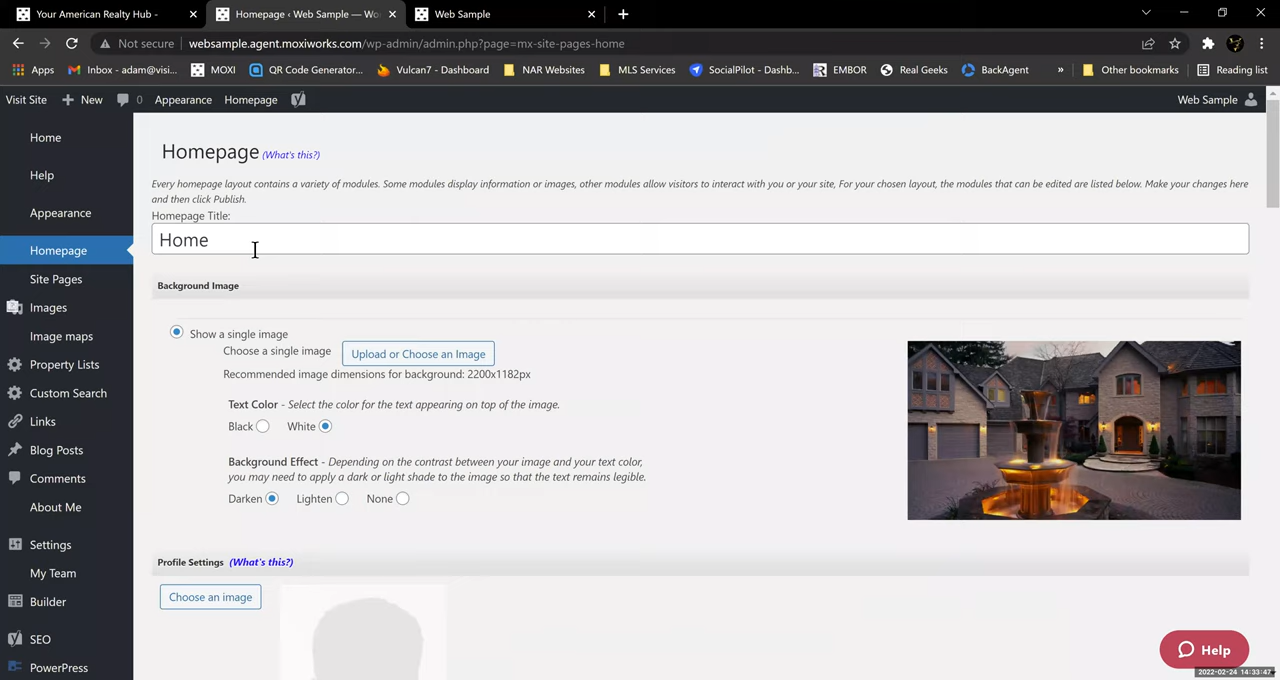 Your American Realty Hub -
Homepage ‹ Web Sample — Wo
Web Sample
Not secure
websample.agent.moxiworks.com/wp-admin/admin.php?page=mx-site-pages-home
Apps
Inbox - adam@visi...
MOXI
QR Code Generator...
Vulcan7 - Dashboard
NAR Websites
MLS Services
SocialPilot - Dashb...
EMBOR
Real Geeks
BackAgent
»
Other bookmarks
Reading list
Visit Site
New
0
Appearance
Homepage
Web Sample
Home
Help
Appearance
Homepage
Site Pages
Images
Image maps
Property Lists
Custom Search
Links
Blog Posts
Comments
About Me
Settings
My Team
Builder
SEO
PowerPress
Homepage (What's this?)
Every homepage layout contains a variety of modules. Some modules display information or images, other modules allow visitors to interact with you or your site, For your chosen layout, the modules that can be edited are listed below. Make your changes here
and then click Publish.
Homepage Title:
Home
Background Image
Show a single image
Choose a single image
Upload or Choose an Image
Recommended image dimensions for background: 2200x1182px
Text Color - Select the color for the text appearing on top of the image.
Black
White
Background Effect - Depending on the contrast between your image and your text color,
you may need to apply a dark or light shade to the image so that the text remains legible.
Darken
Lighten
None
Profile Settings (What's this?)
Choose an image
Help
2022-02-24 14:33:47